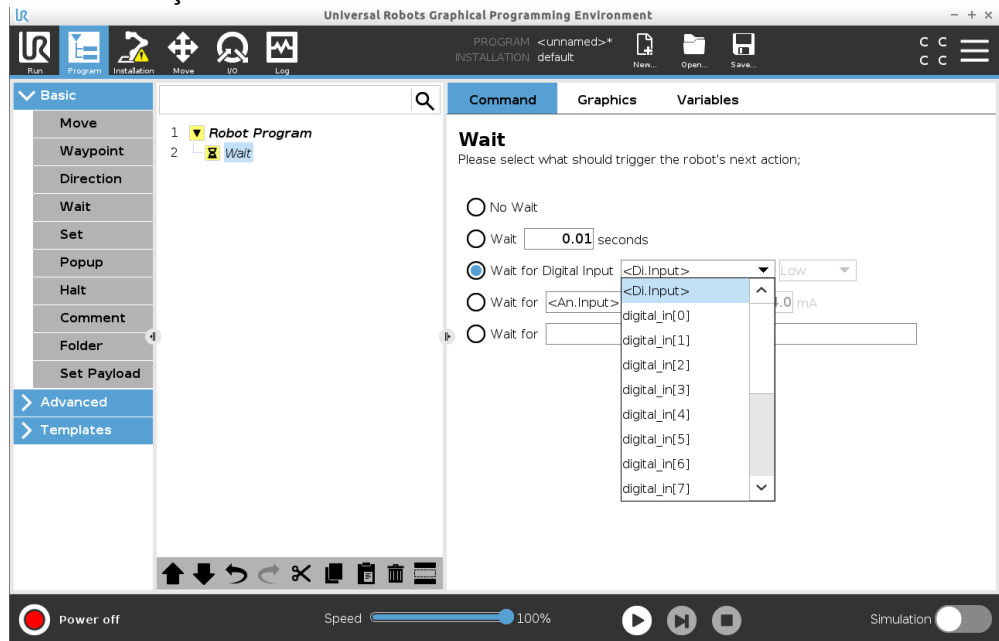 Universal Robots Graphical Programming Environment
PROGRAM <unnamed>*
INSTALLATION default
Run
Program
Installation
Move
I/O
Log
New...
Open...
Save...
C C
C C
Basic
Move
Waypoint
Direction
Wait
Set
Popup
Halt
Comment
Folder
Set Payload
Advanced
Templates
1 Robot Program
2 Wait
Command Graphics Variables
Wait
Please select what should trigger the robot's next action;
No Wait
Wait 0.01 seconds
Wait for Digital Input <Di.Input> Low
Wait for <An.Input> .0 mA
Wait for
<Di.Input>
digital_in[0]
digital_in[1]
digital_in[2]
digital_in[3]
digital_in[4]
digital_in[5]
digital_in[6]
digital_in[7]
Power off
Speed 100%
Simulation